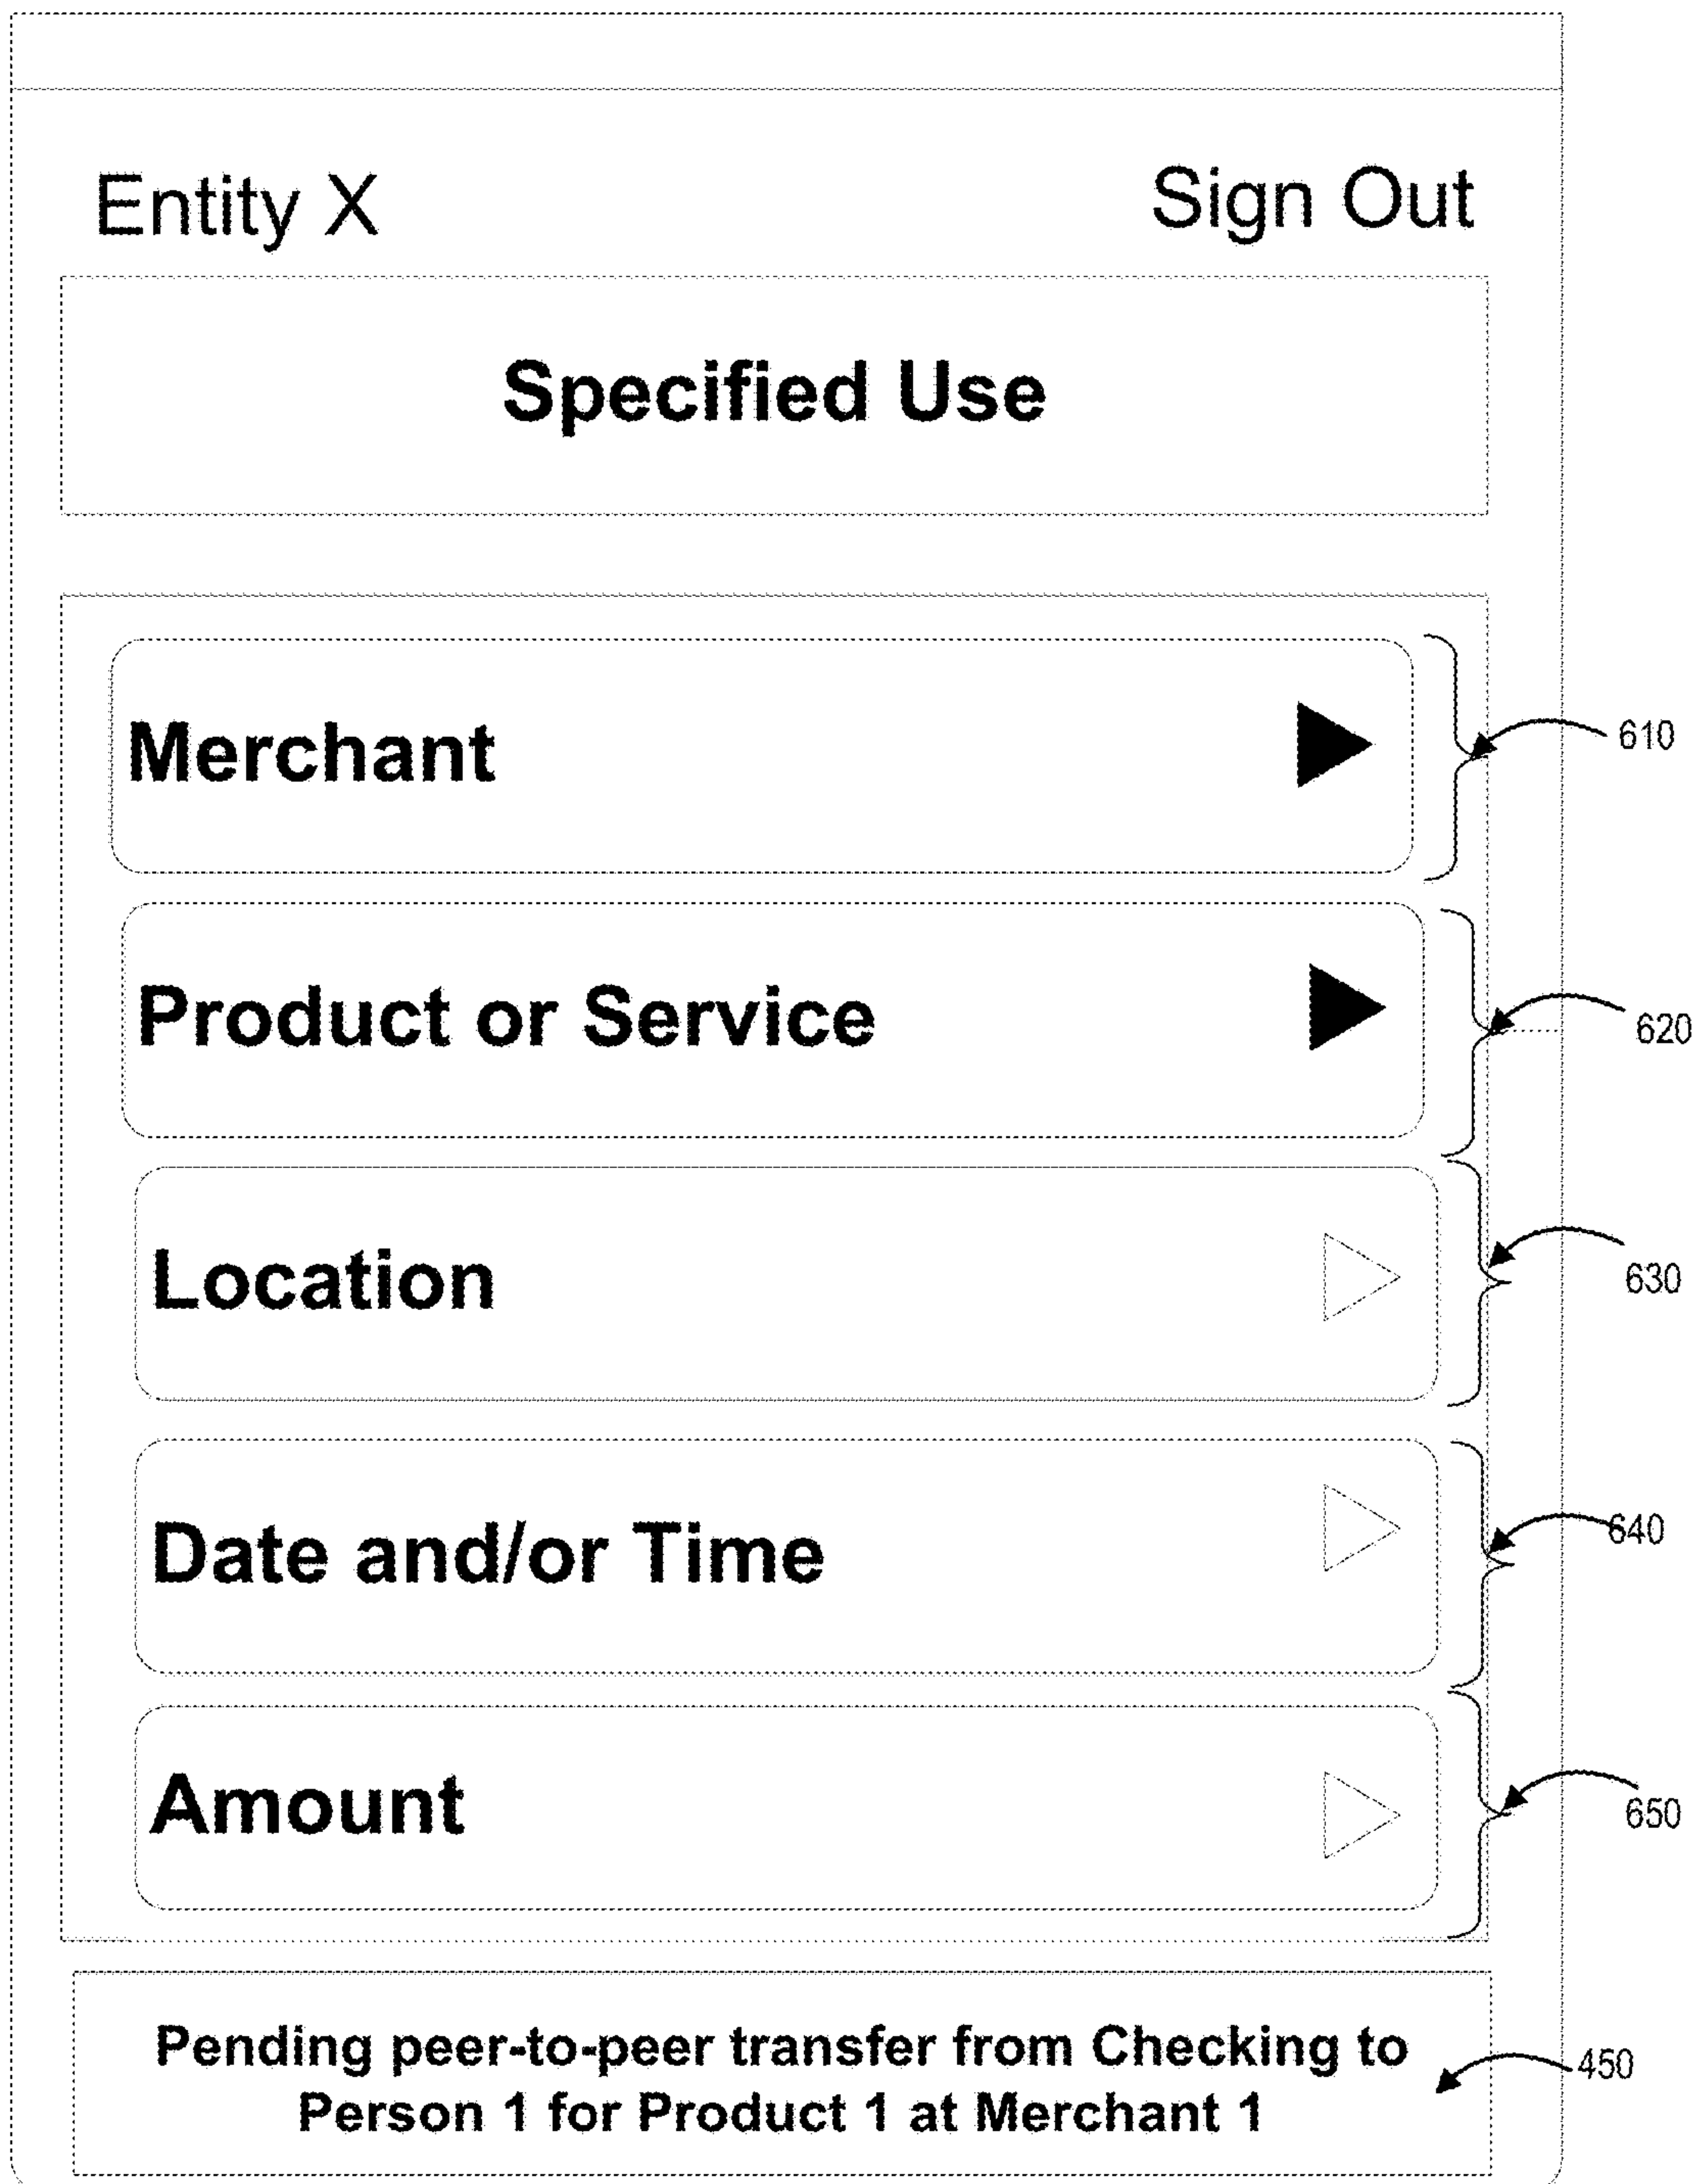 Entity X Sign Out
Specified Use
Merchant
610
Product or Service
620
Location
630
Date and/or Time
640
Amount
650
Pending peer-to-peer transfer from Checking to
Person 1 for Product 1 at Merchant 1
450